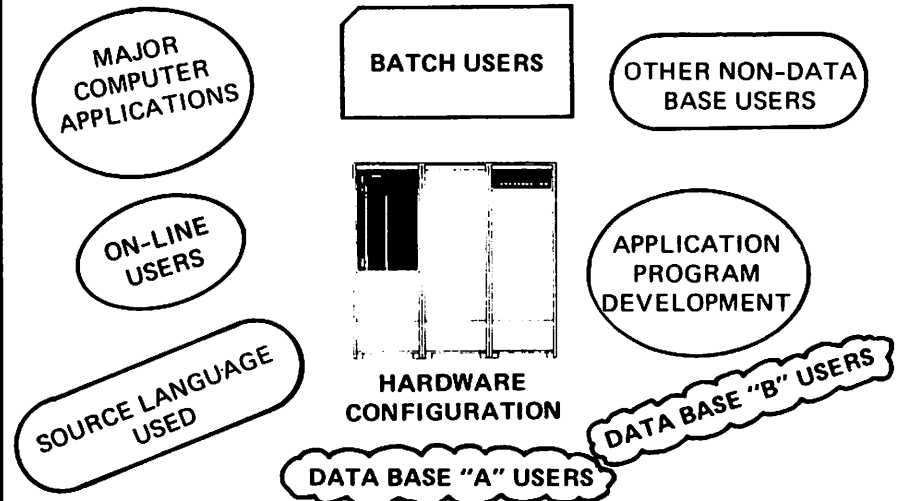 MAJOR
COMPUTER
APPLICATIONS
BATCH USERS
OTHER NON-DATA
BASE USERS
ON-LINE
USERS
APPLICATION
PROGRAM
DEVELOPMENT
SOURCE LANGUAGE
USED
HARDWARE
CONFIGURATION
DATA BASE "B" USERS
DATA BASE "A" USERS